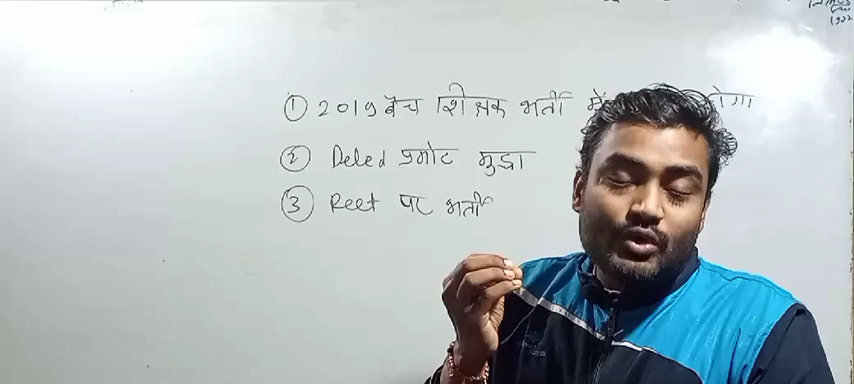 ① 2019 बैच शिक्षक भर्ती में होगा
② Deled प्रमोट मुद्दा
③ Reet पर भर्ती